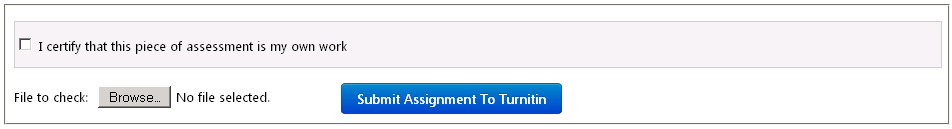 I certify that this piece of assessment is my own work
File to check: Browse... No file selected. Submit Assignment To Turnitin